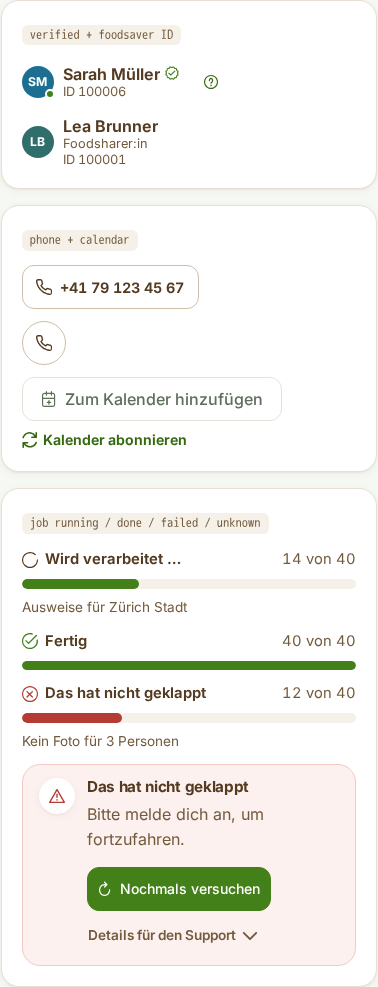 verified + foodsaver ID
SM
Sarah Müller
ID 100006
LB
Lea Brunner
Foodsharer:in
ID 100001
phone + calendar
+41 79 123 45 67
Zum Kalender hinzufügen
Kalender abonnieren
job running / done / failed / unknown
Wird verarbeitet … 14 von 40
Ausweise für Zürich Stadt
Fertig 40 von 40
Das hat nicht geklappt 12 von 40
Kein Foto für 3 Personen
Das hat nicht geklappt
Bitte melde dich an, um
fortzufahren.
Nochmals versuchen
Details für den Support